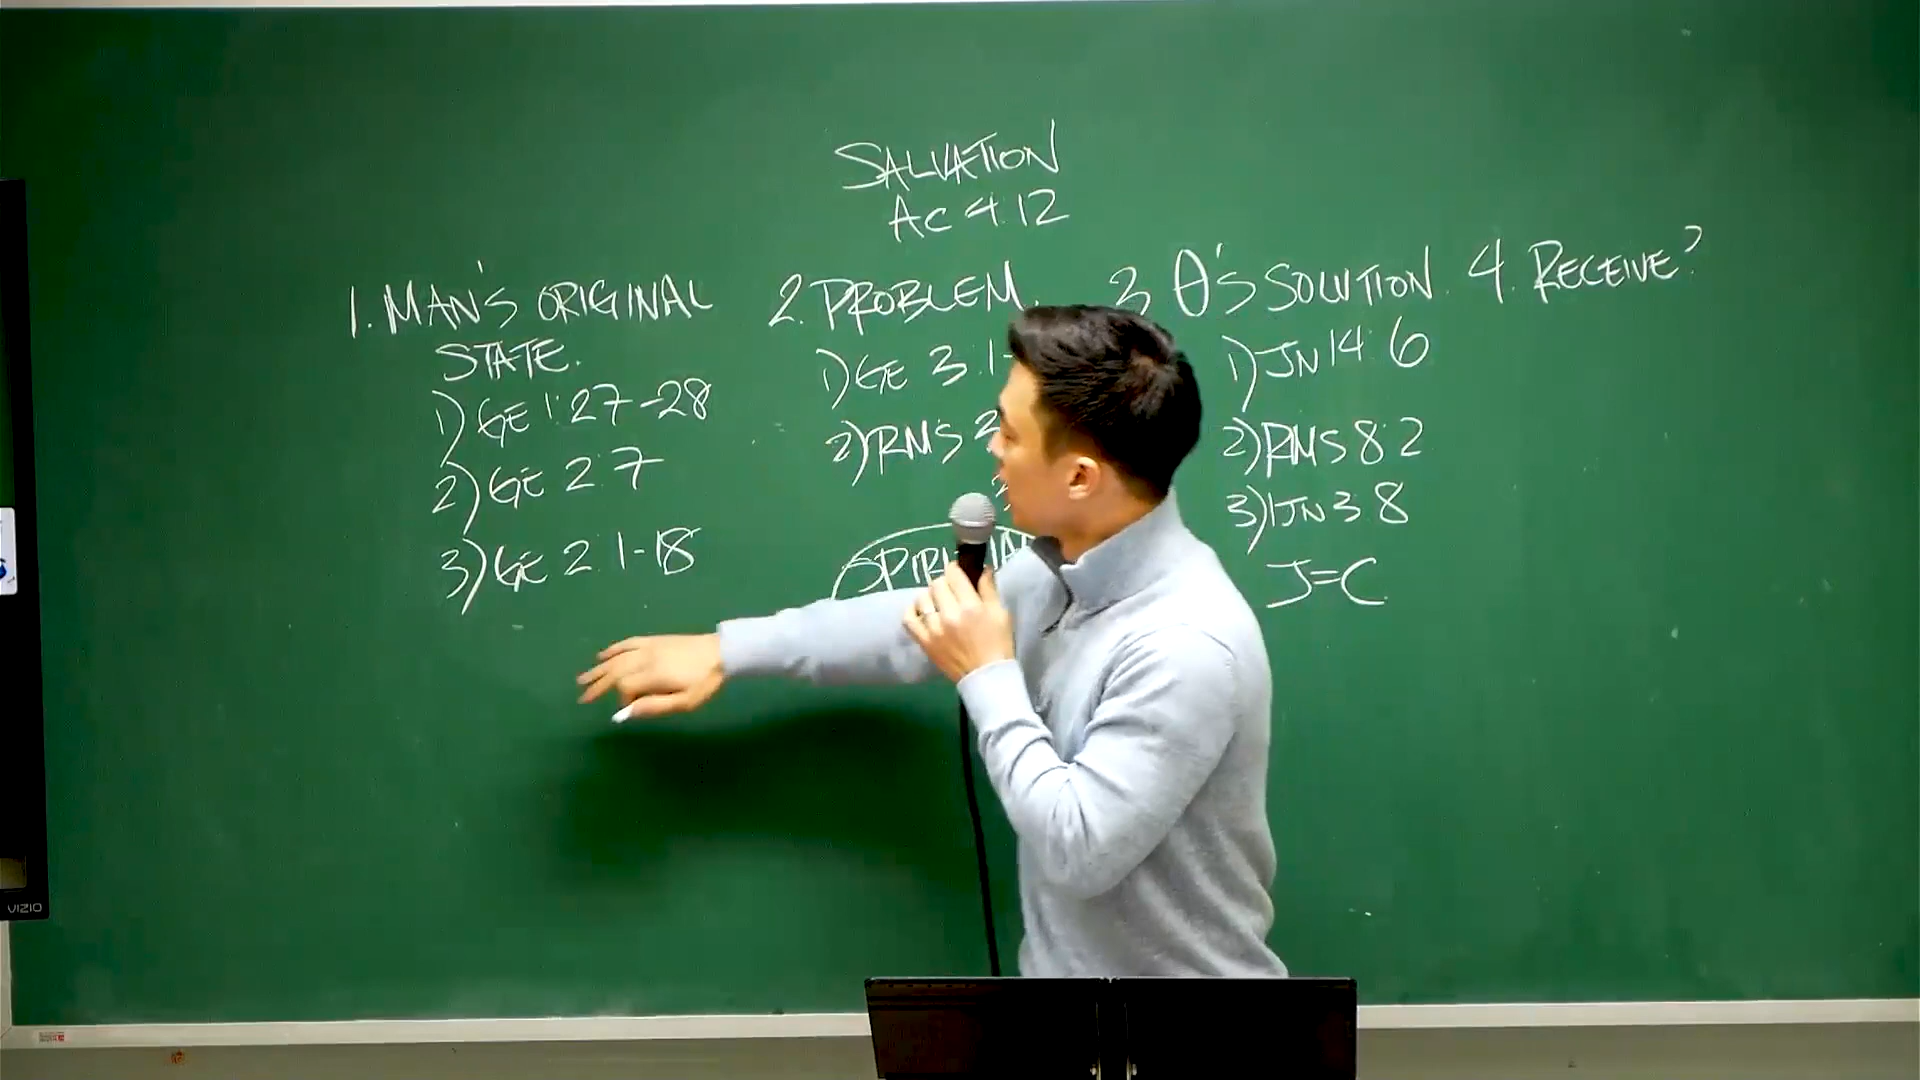 SALVATION
AC 4:12
1. MAN'S ORIGINAL STATE.
1) GE 1:27-28
2) GE 2:7
3) GE 2:1-18
2. PROBLEM.
1) GE 3:1-
2) RMS
3 θ'S SOLUTION.
1) JN 14:6
2) RMS 8:2
3) 1JN 3:8
J=C
4. RECEIVE?
VIZIO